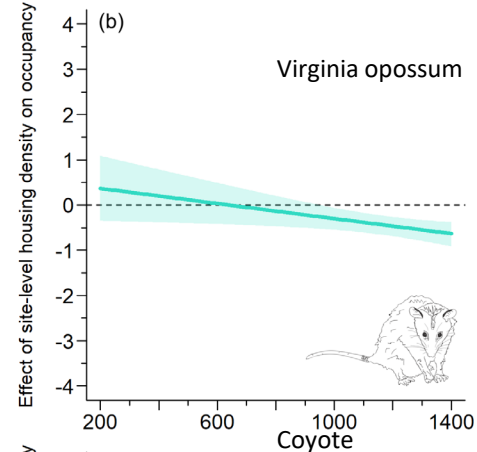 (b)
Virginia opossum
Effect of site-level housing density on occupancy
4
3
2
1
0
-1
-2
-3
-4
200 600 1000 1400
Coyote